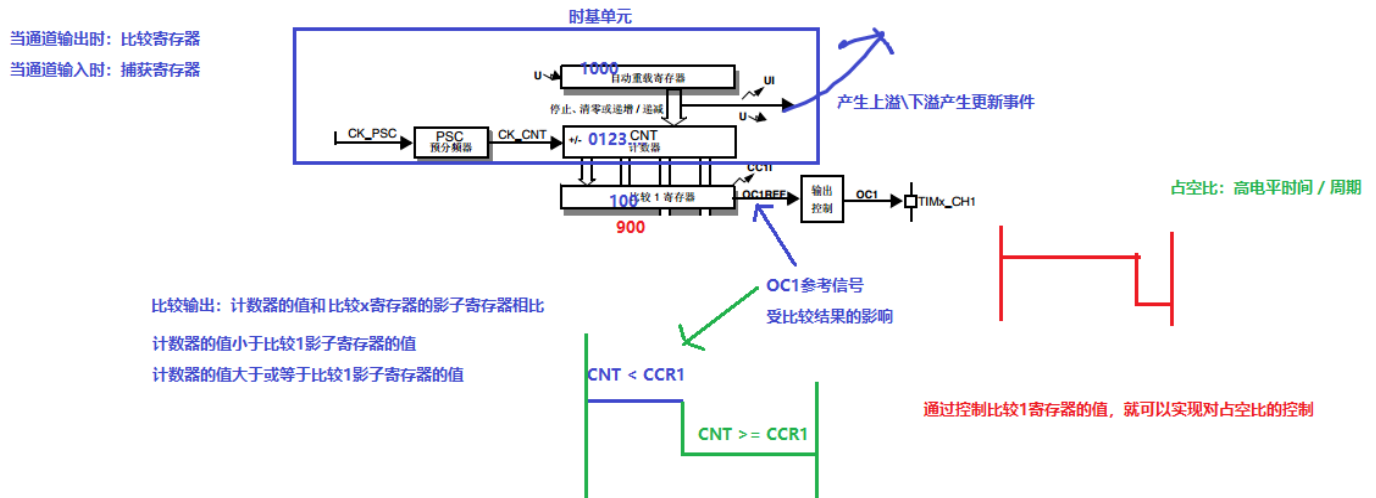 时基单元
当通道输出时：比较寄存器
当通道输入时：捕获寄存器
U
1000
自动重载寄存器
UI
停止、清零或递增/递减
U
产生上溢\下溢产生更新事件
CK_PSC
PSC
预分频器
CK_CNT
+/-
0123
CNT
计数器
CC1I
100
比较 1 寄存器
OC1REF
输出
控制
OC1
TIMx_CH1
占空比：高电平时间 / 周期
900
OC1参考信号
受比较结果的影响
比较输出：计数器的值和 比较x寄存器的影子寄存器相比
计数器的值小于比较1影子寄存器的值
计数器的值大于或等于比较1影子寄存器的值
CNT < CCR1
CNT >= CCR1
通过控制比较1寄存器的值，就可以实现对占空比的控制